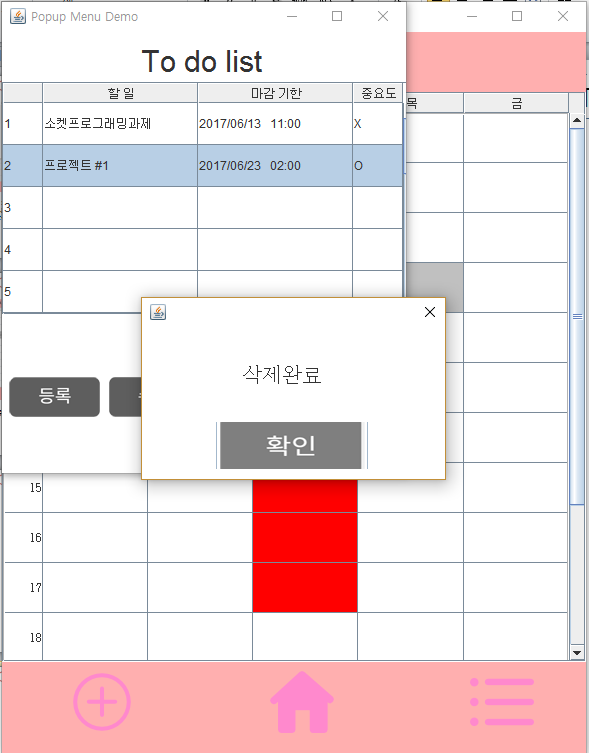 Popup Menu Demo
To do list
할 일 마감 기한 중요도
1 소켓프로그래밍과제 2017/06/13 11:00 X
2 프로젝트 #1 2017/06/23 02:00 O
3
4
5
목 금
삭제완료
확인
등록
15
16
17
18